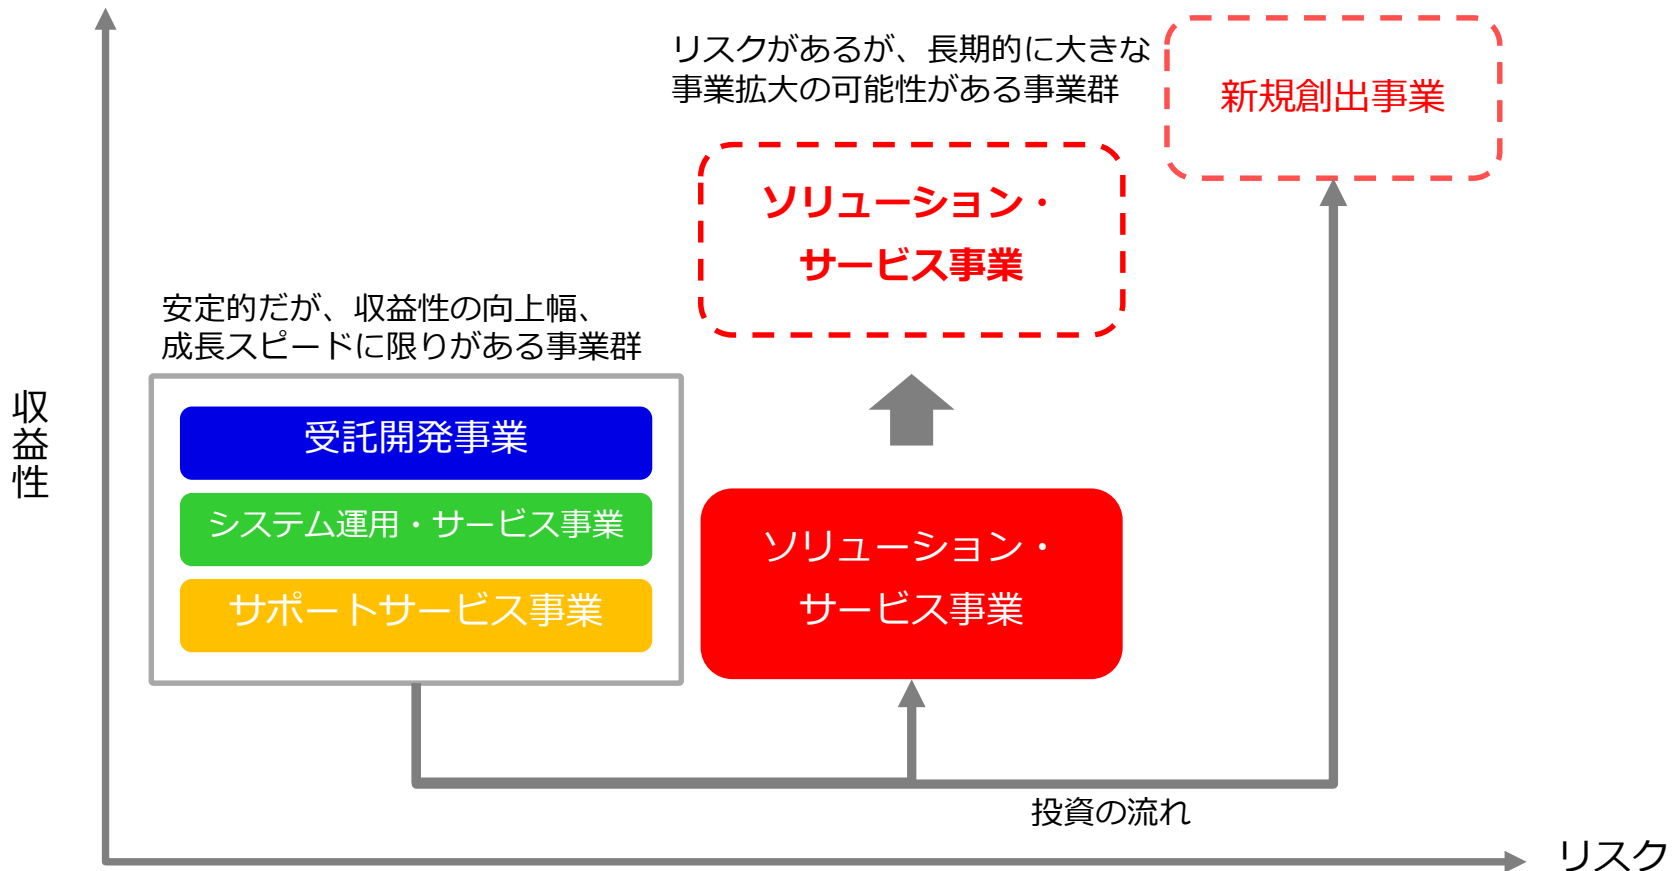 リスクがあるが、長期的に大きな
事業拡大の可能性がある事業群
新規創出事業
ソリューション・
サービス事業
安定的だが、収益性の向上幅、
成長スピードに限りがある事業群
収益性
受託開発事業
システム運用・サービス事業
サポートサービス事業
ソリューション・
サービス事業
投資の流れ
リスク